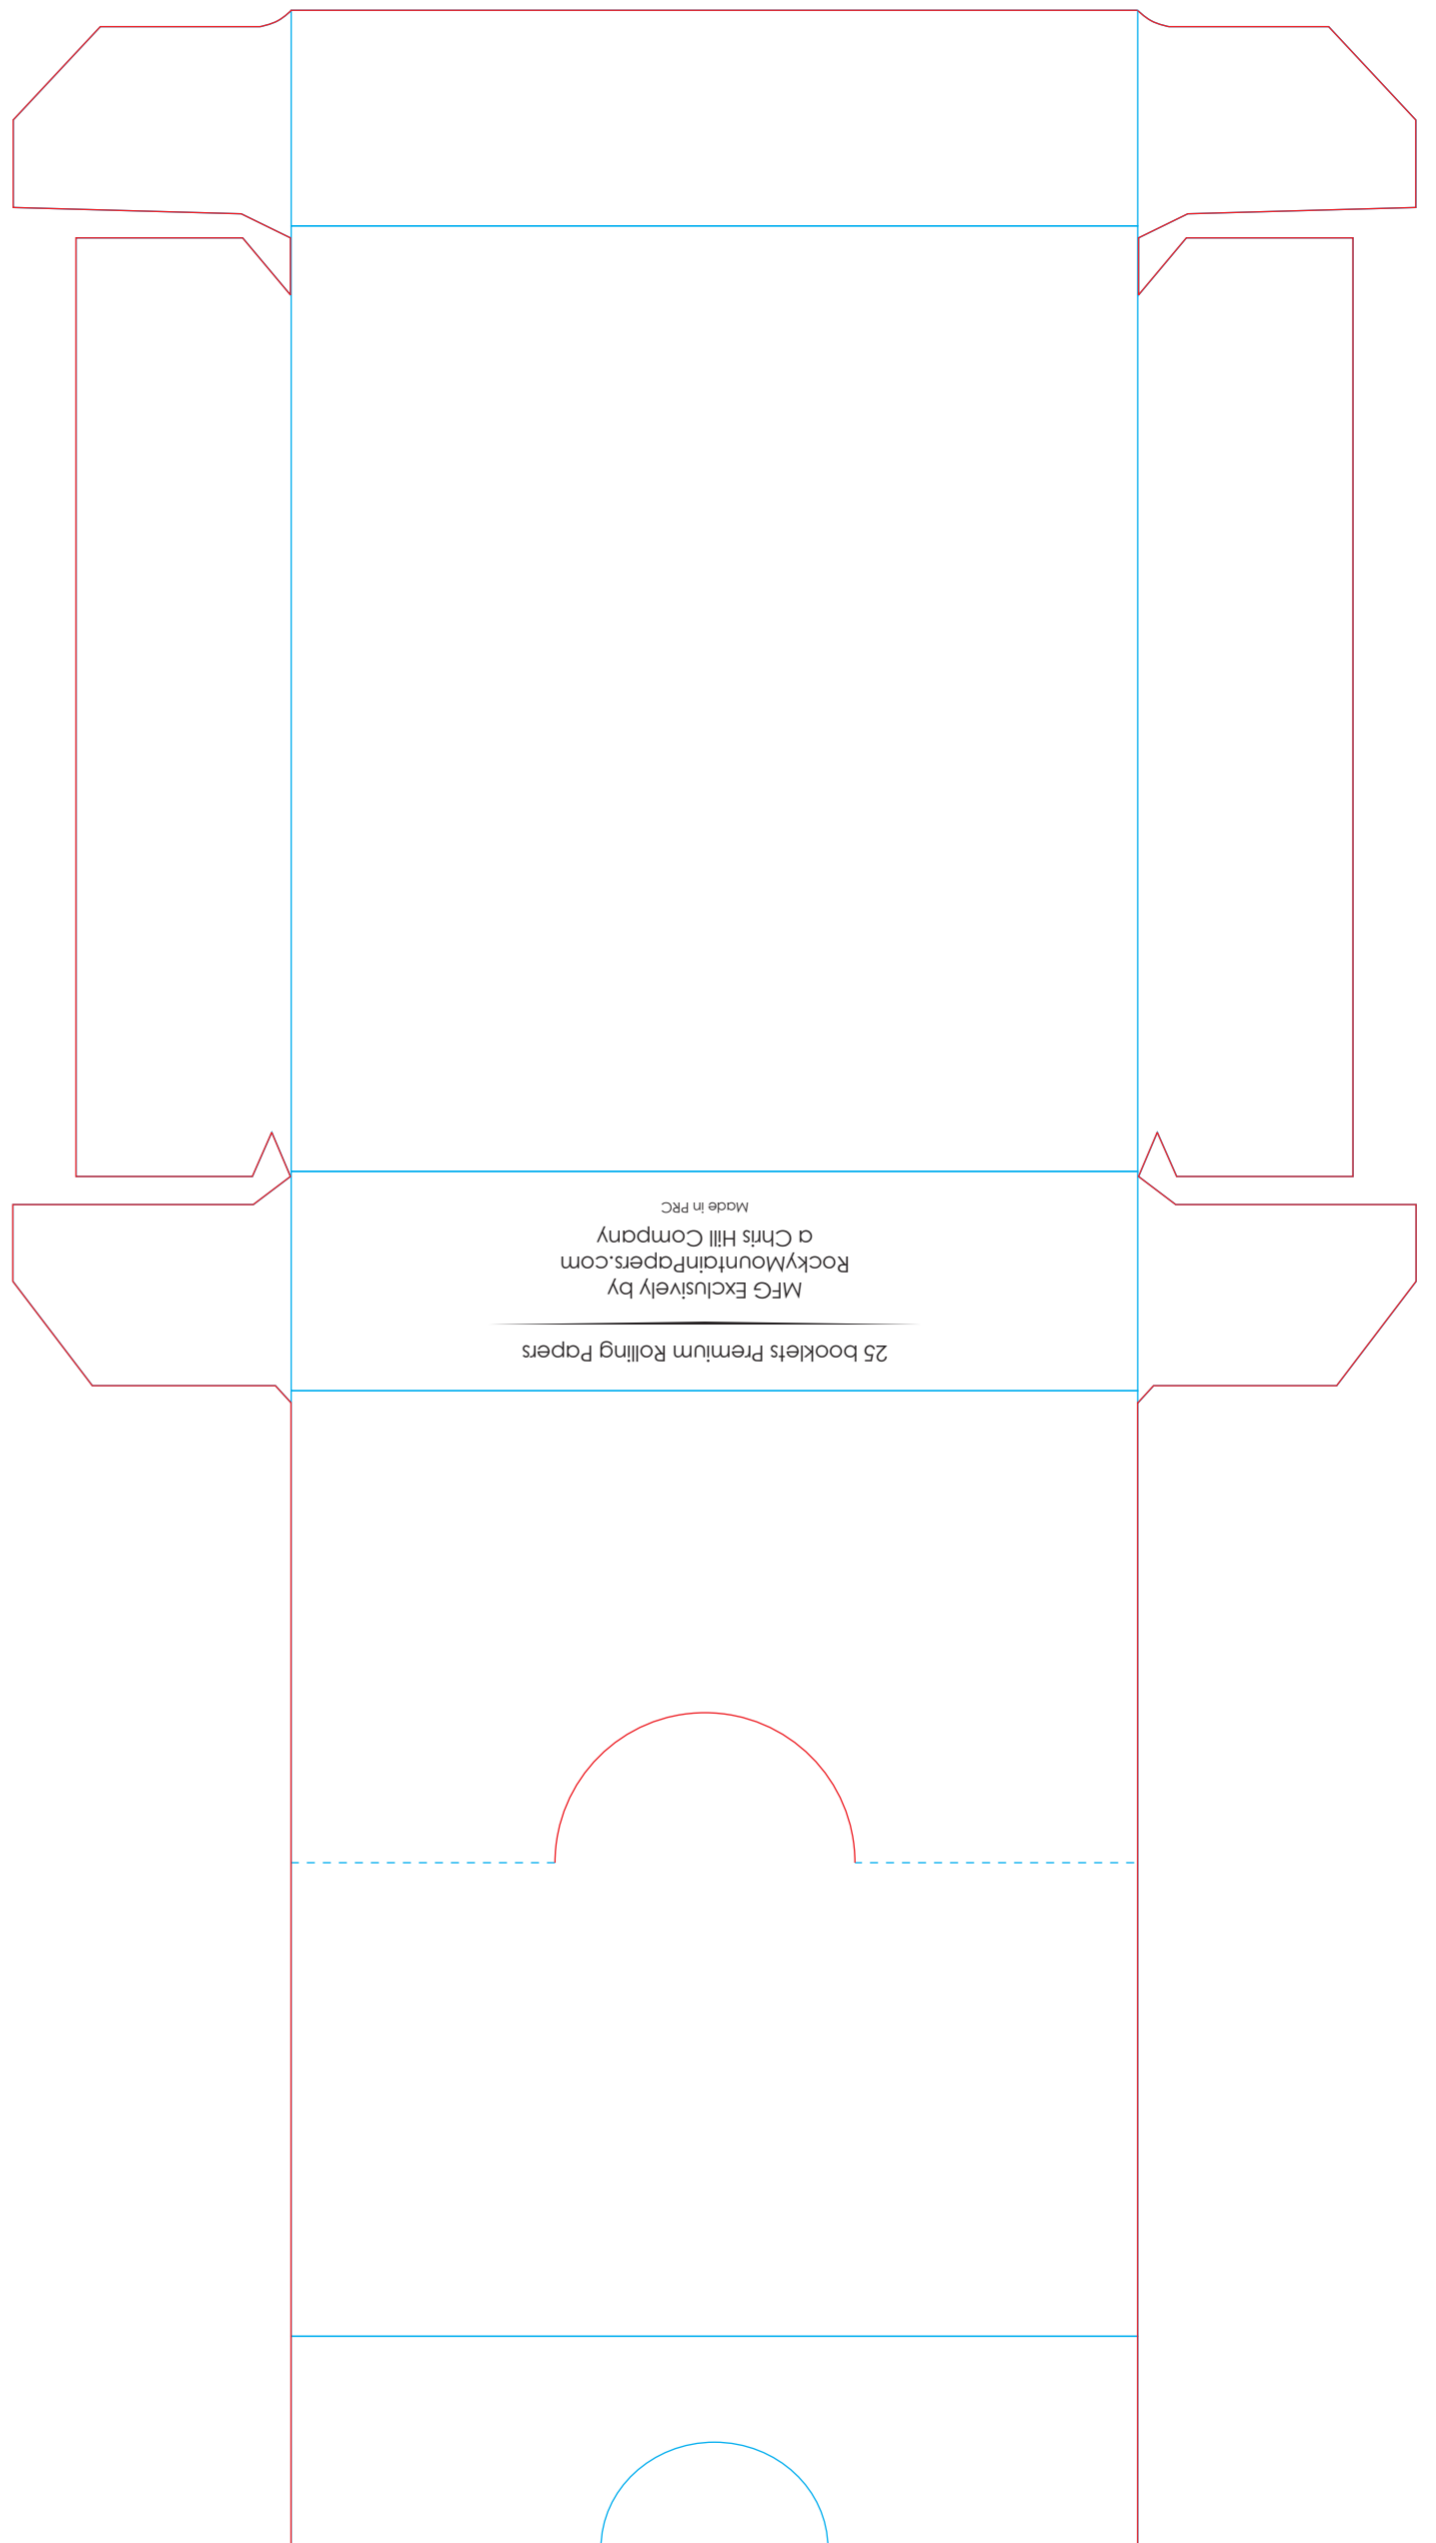 25 booklets Premium Rolling Papers
MFG Exclusively by
RockyMountainPapers.com
a Chris Hill Company
Made in PRC